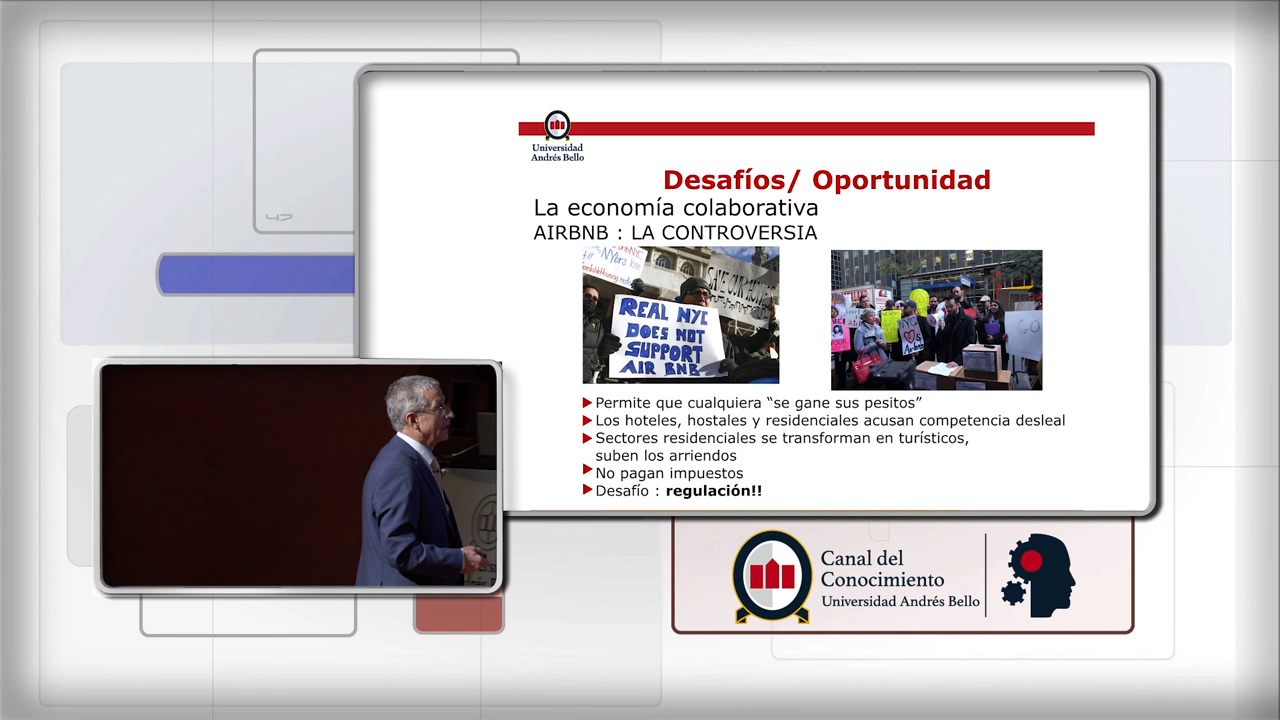 Universidad
Andrés Bello
Desafíos/ Oportunidad
La economía colaborativa
AIRBNB : LA CONTROVERSIA
REAL NYC
DOES NOT
SUPPORT
AIR BNB
NYC
Permite que cualquiera “se gane sus pesitos”
Los hoteles, hostales y residenciales acusan competencia desleal
Sectores residenciales se transforman en turísticos,
suben los arriendos
No pagan impuestos
Desafío : regulación!!
Canal del
Conocimiento
Universidad Andrés Bello